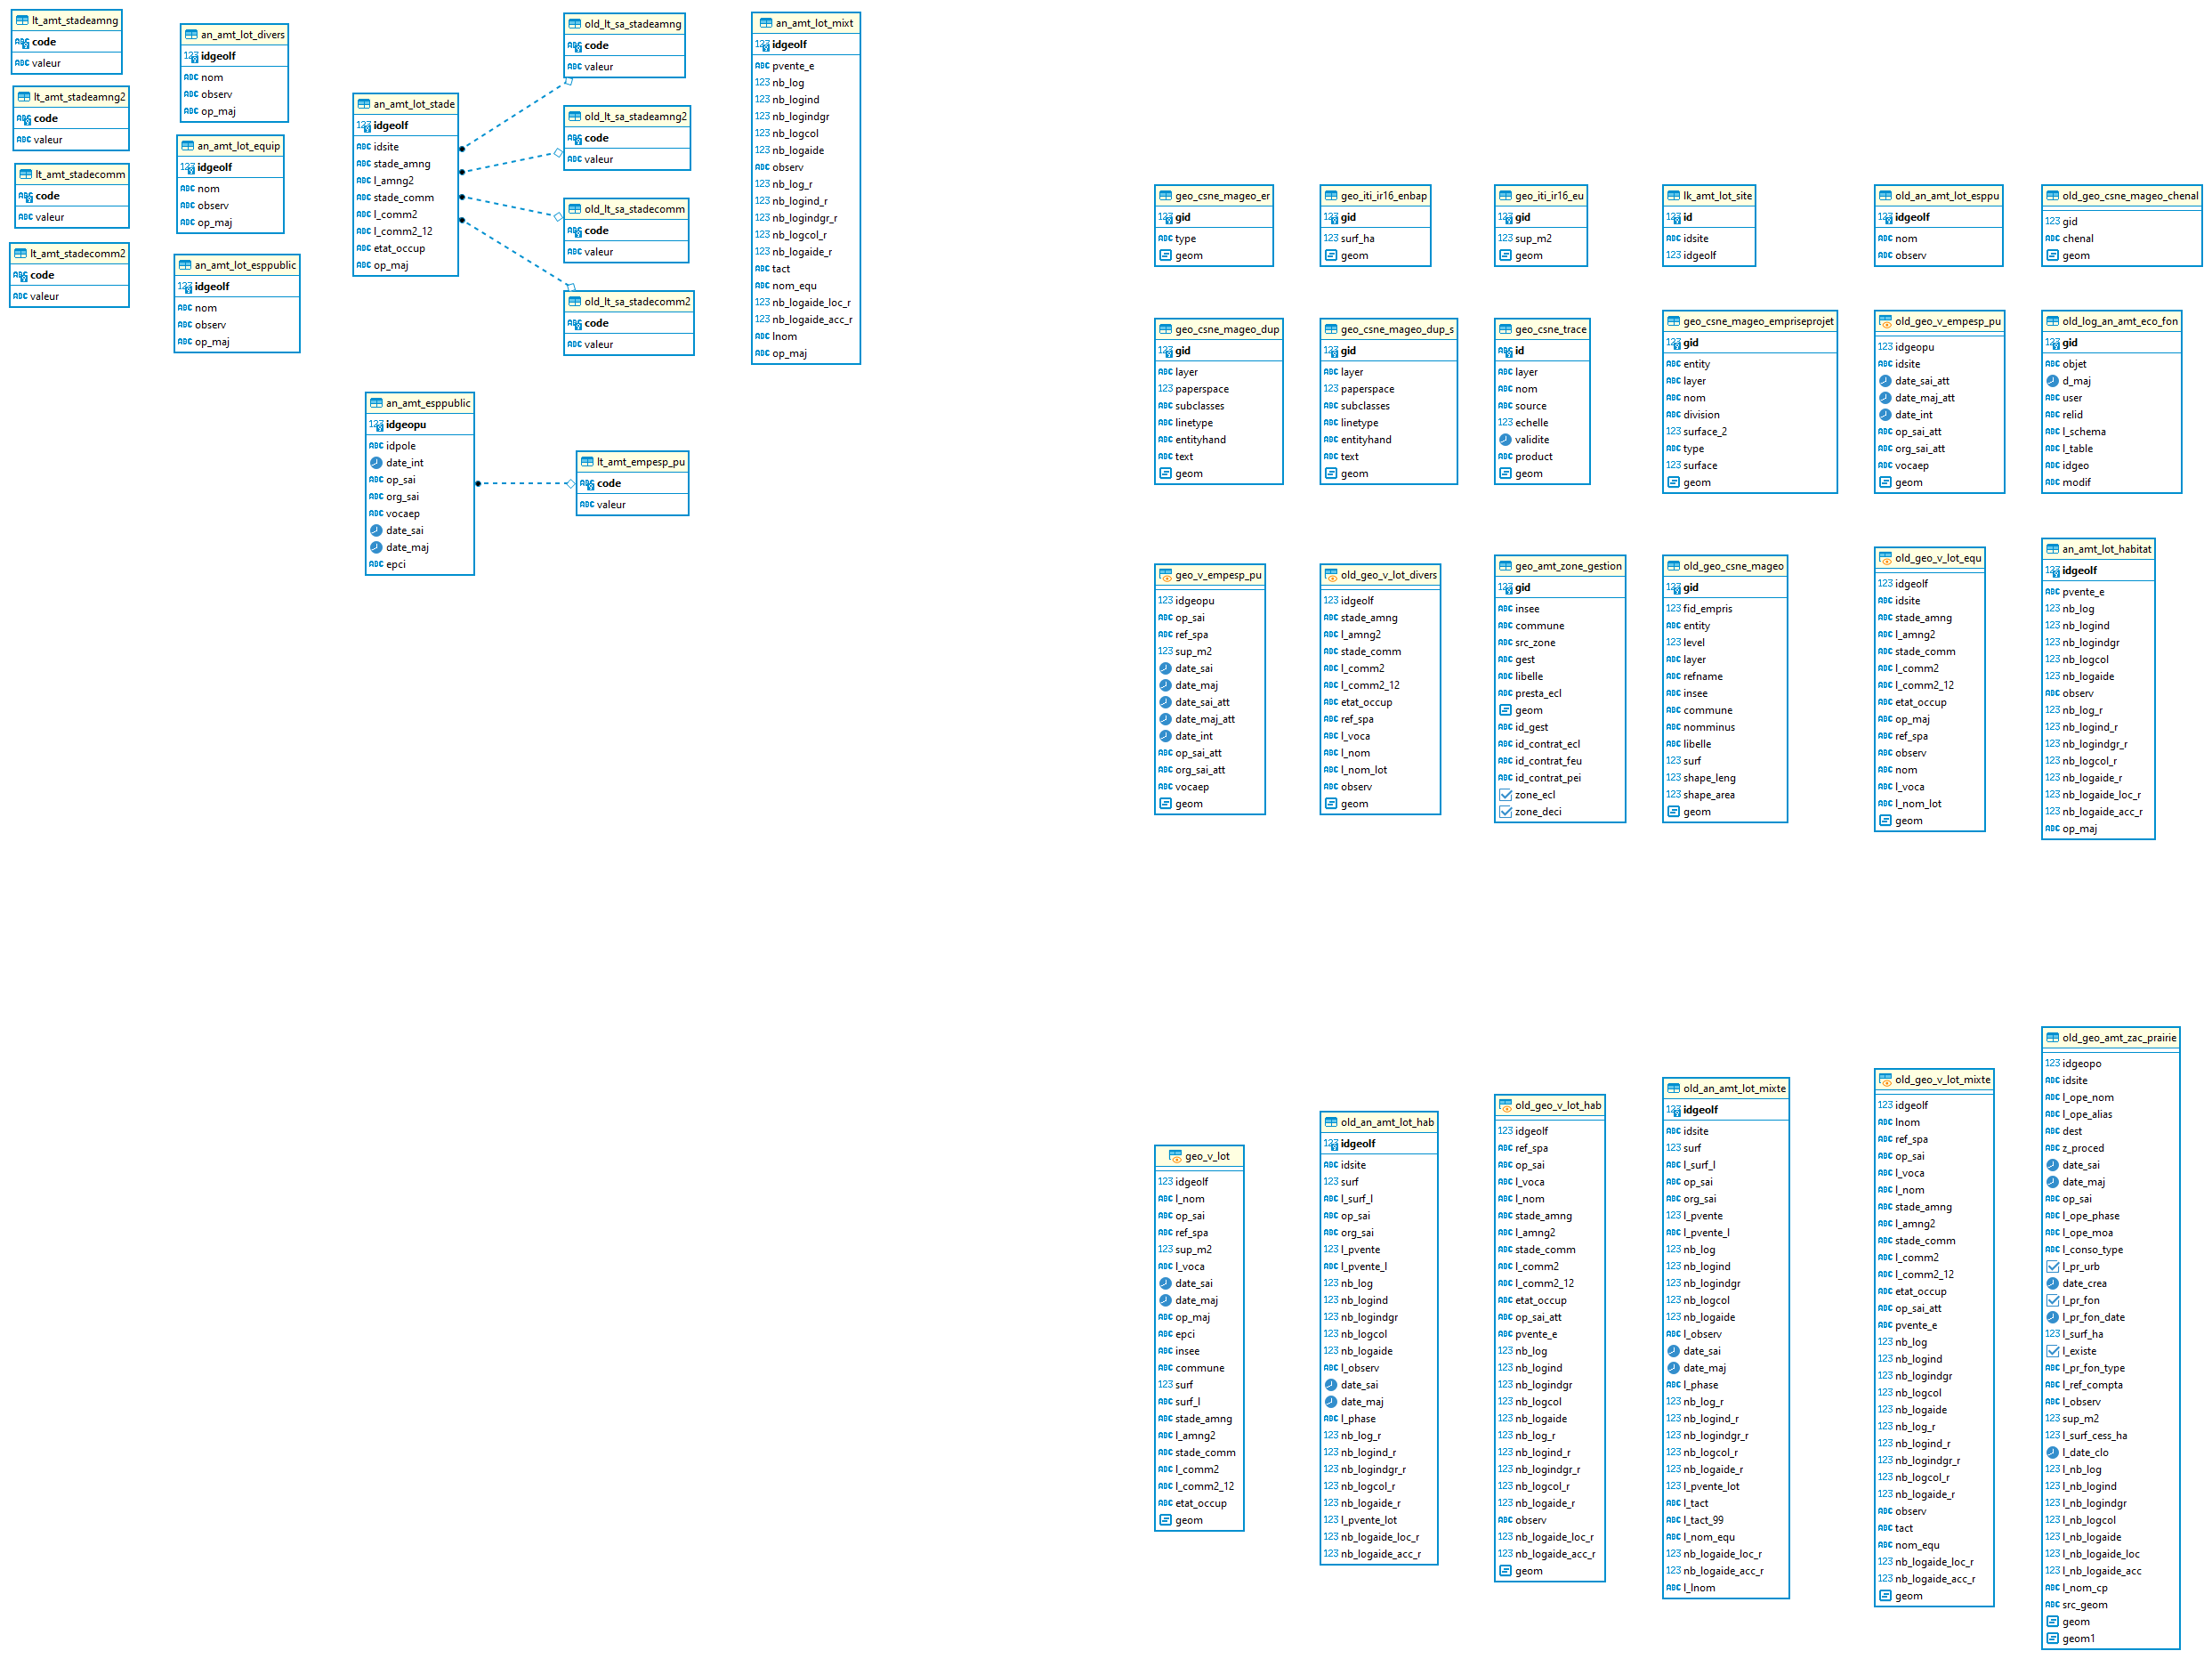 lt_amt_stadeamng
code
valeur
lt_amt_stadeamng2
code
valeur
lt_amt_stadecomm
code
valeur
lt_amt_stadecomm2
code
valeur
an_amt_lot_divers
idgeolf
nom
observ
op_maj
an_amt_lot_equip
idgeolf
nom
observ
op_maj
an_amt_lot_esppublic
idgeolf
nom
observ
op_maj
an_amt_lot_stade
idgeolf
idsite
stade_amng
l_amng2
stade_comm
l_comm2
l_comm2_12
etat_occup
op_maj
old_lt_sa_stadeamng
code
valeur
old_lt_sa_stadeamng2
code
valeur
old_lt_sa_stadecomm
code
valeur
old_lt_sa_stadecomm2
code
valeur
an_amt_lot_mixt
idgeolf
pvente_e
nb_log
nb_logind
nb_logindgr
nb_logcol
nb_logaide
observ
nb_log_r
nb_logind_r
nb_logindgr_r
nb_logcol_r
nb_logaide_r
tact
nom_equ
nb_logaide_loc_r
nb_logaide_acc_r
lnom
op_maj
an_amt_esppublic
idgeopu
idpole
date_int
op_sai
org_sai
vocaep
date_sai
date_maj
epci
lt_amt_empesp_pu
code
valeur
geo_csne_mageo_er
gid
type
geom
geo_iti_ir16_enbap
gid
surf_ha
geom
geo_iti_ir16_eu
gid
sup_m2
geom
lk_amt_lot_site
id
idsite
idgeolf
old_an_amt_lot_esppu
idgeolf
nom
observ
old_geo_csne_mageo_chenal
gid
chenal
geom
geo_csne_mageo_dup
gid
layer
paperspace
subclasses
linetype
entityhand
text
geom
geo_csne_mageo_dup_s
gid
layer
paperspace
subclasses
linetype
entityhand
text
geom
geo_csne_trace
id
layer
nom
source
echelle
validite
product
geom
geo_csne_mageo_empriseprojet
gid
entity
layer
nom
division
surface_2
type
surface
geom
old_geo_v_empesp_pu
idgeopu
idsite
date_sai_att
date_maj_att
date_int
op_sai_att
org_sai_att
vocaep
geom
old_log_an_amt_eco_fon
gid
objet
d_maj
user
relid
l_schema
l_table
idgeo
modif
geo_v_empesp_pu
idgeopu
op_sai
ref_spa
sup_m2
date_sai
date_maj
date_sai_att
date_maj_att
date_int
op_sai_att
org_sai_att
vocaep
geom
old_geo_v_lot_divers
idgeolf
stade_amng
l_amng2
stade_comm
l_comm2
l_comm2_12
etat_occup
ref_spa
l_voca
l_nom
l_nom_lot
observ
geom
geo_amt_zone_gestion
gid
insee
commune
src_zone
gest
libelle
presta_ecl
geom
id_gest
id_contrat_ecl
id_contrat_feu
id_contrat_pei
zone_ecl
zone_deci
old_geo_csne_mageo
gid
fid_empris
entity
level
layer
refname
insee
commune
nomminus
libelle
surf
shape_leng
shape_area
geom
old_geo_v_lot_equ
idgeolf
idsite
stade_amng
l_amng2
stade_comm
l_comm2
l_comm2_12
etat_occup
op_maj
ref_spa
observ
nom
l_voca
l_nom_lot
geom
an_amt_lot_habitat
idgeolf
pvente_e
nb_log
nb_logind
nb_logindgr
nb_logcol
nb_logaide
observ
nb_log_r
nb_logind_r
nb_logindgr_r
nb_logcol_r
nb_logaide_r
nb_logaide_loc_r
nb_logaide_acc_r
op_maj
geo_v_lot
idgeolf
l_nom
op_sai
ref_spa
sup_m2
l_voca
date_sai
date_maj
op_maj
epci
insee
commune
surf
surf_l
stade_amng
l_amng2
stade_comm
l_comm2
l_comm2_12
etat_occup
geom
old_an_amt_lot_hab
idgeolf
idsite
surf
l_surf_l
op_sai
org_sai
l_pvente
l_pvente_l
nb_log
nb_logind
nb_logindgr
nb_logcol
nb_logaide
l_observ
date_sai
date_maj
l_phase
nb_log_r
nb_logind_r
nb_logindgr_r
nb_logcol_r
nb_logaide_r
l_pvente_lot
nb_logaide_loc_r
nb_logaide_acc_r
old_geo_v_lot_hab
idgeolf
ref_spa
op_sai
l_voca
l_nom
stade_amng
l_amng2
stade_comm
l_comm2
l_comm2_12
etat_occup
op_sai_att
pvente_e
nb_log
nb_logind
nb_logindgr
nb_logcol
nb_logaide
nb_log_r
nb_logind_r
nb_logindgr_r
nb_logcol_r
nb_logaide_r
observ
nb_logaide_loc_r
nb_logaide_acc_r
geom
old_an_amt_lot_mixte
idgeolf
idsite
surf
l_surf_l
op_sai
org_sai
l_pvente
l_pvente_l
nb_log
nb_logind
nb_logindgr
nb_logcol
nb_logaide
l_observ
date_sai
date_maj
l_phase
nb_log_r
nb_logind_r
nb_logindgr_r
nb_logcol_r
nb_logaide_r
l_pvente_lot
l_tact
l_tact_99
l_nom_equ
nb_logaide_loc_r
nb_logaide_acc_r
l_lnom
old_geo_v_lot_mixte
idgeolf
lnom
ref_spa
op_sai
l_voca
l_nom
stade_amng
l_amng2
stade_comm
l_comm2
l_comm2_12
etat_occup
op_sai_att
pvente_e
nb_log
nb_logind
nb_logindgr
nb_logcol
nb_logaide
nb_log_r
nb_logind_r
nb_logindgr_r
nb_logcol_r
nb_logaide_r
observ
tact
nom_equ
nb_logaide_loc_r
nb_logaide_acc_r
geom
old_geo_amt_zac_prairie
idgeopo
idsite
l_ope_nom
l_ope_alias
dest
z_proced
date_sai
date_maj
op_sai
l_ope_phase
l_ope_moa
l_conso_type
l_pr_urb
date_crea
l_pr_fon
l_pr_fon_date
l_surf_ha
l_existe
l_pr_fon_type
l_ref_compta
l_observ
sup_m2
l_surf_cess_ha
l_date_clo
l_nb_log
l_nb_logind
l_nb_logindgr
l_nb_logcol
l_nb_logaide
l_nb_logaide_loc
l_nb_logaide_acc
l_nom_cp
src_geom
geom
geom1